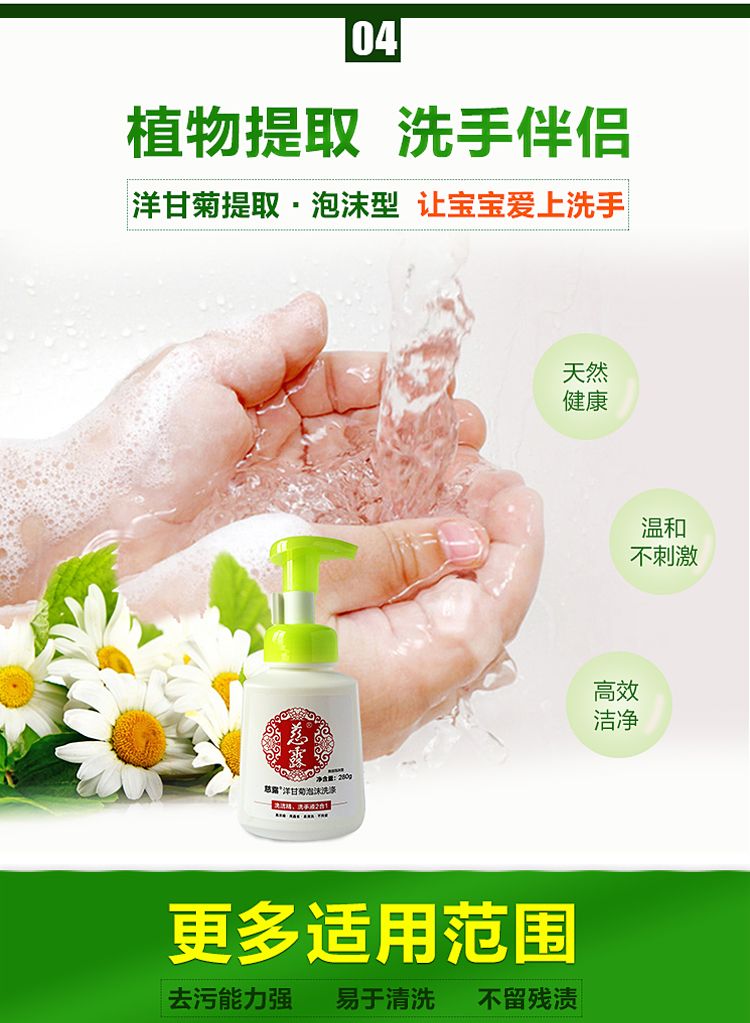 04
植物提取 洗手伴侣
洋甘菊提取·泡沫型 让宝宝爱上洗手
天然
健康
温和
不刺激
高效
洁净
慈露
净含量：280g
慈露®洋甘菊泡沫洗涤
洗洁精、洗手液2合1
更多适用范围
去污能力强 易于清洗 不留残渍